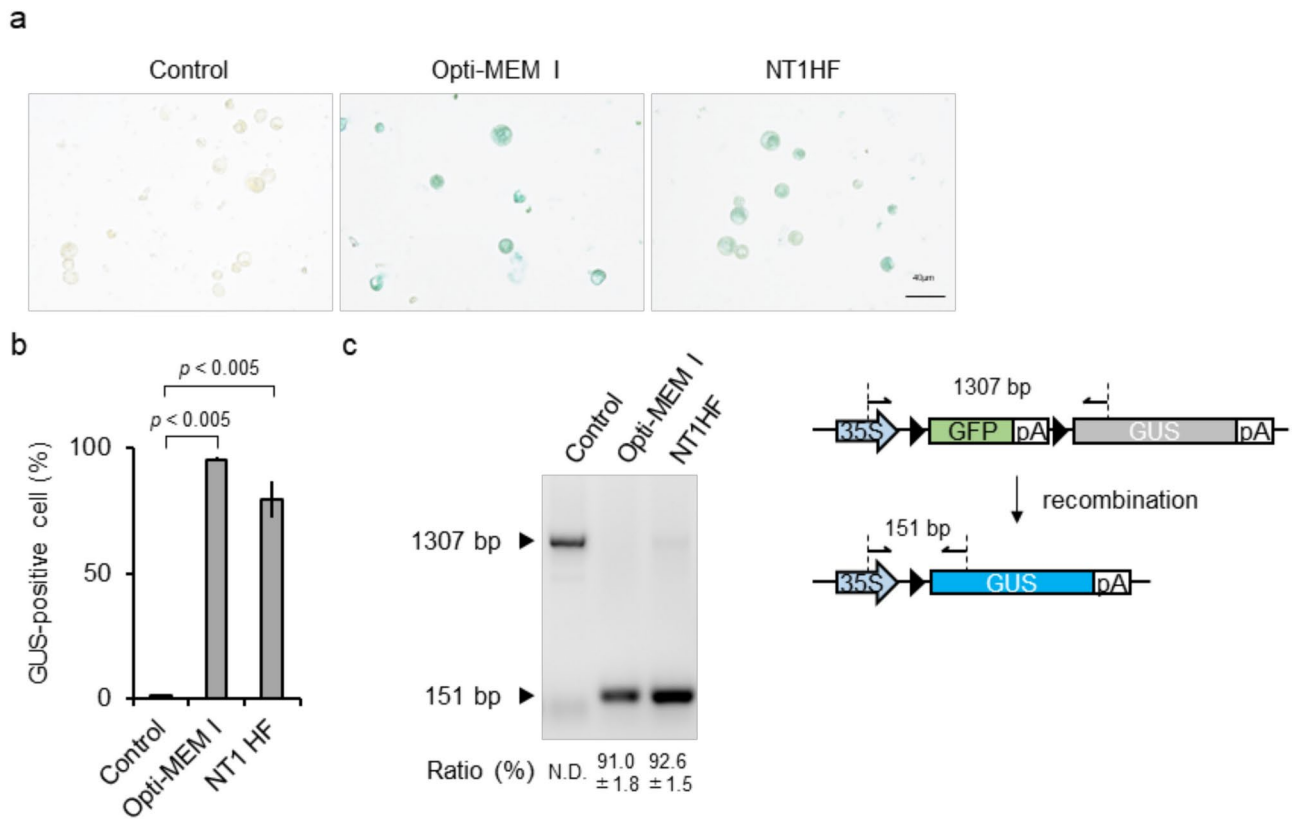 a
Control
Opti-MEM I
NT1HF
40μm
b
p < 0.005
p < 0.005
GUS-positive cell (%)
100
50
0
Control
Opti-MEM I
NT1 HF
c
Control
Opti-MEM I
NT1HF
1307 bp
151 bp
Ratio (%) N.D. 91.0 92.6
± 1.8 ± 1.5
1307 bp
35S GFP pA GUS pA
recombination
151 bp
35S GUS pA